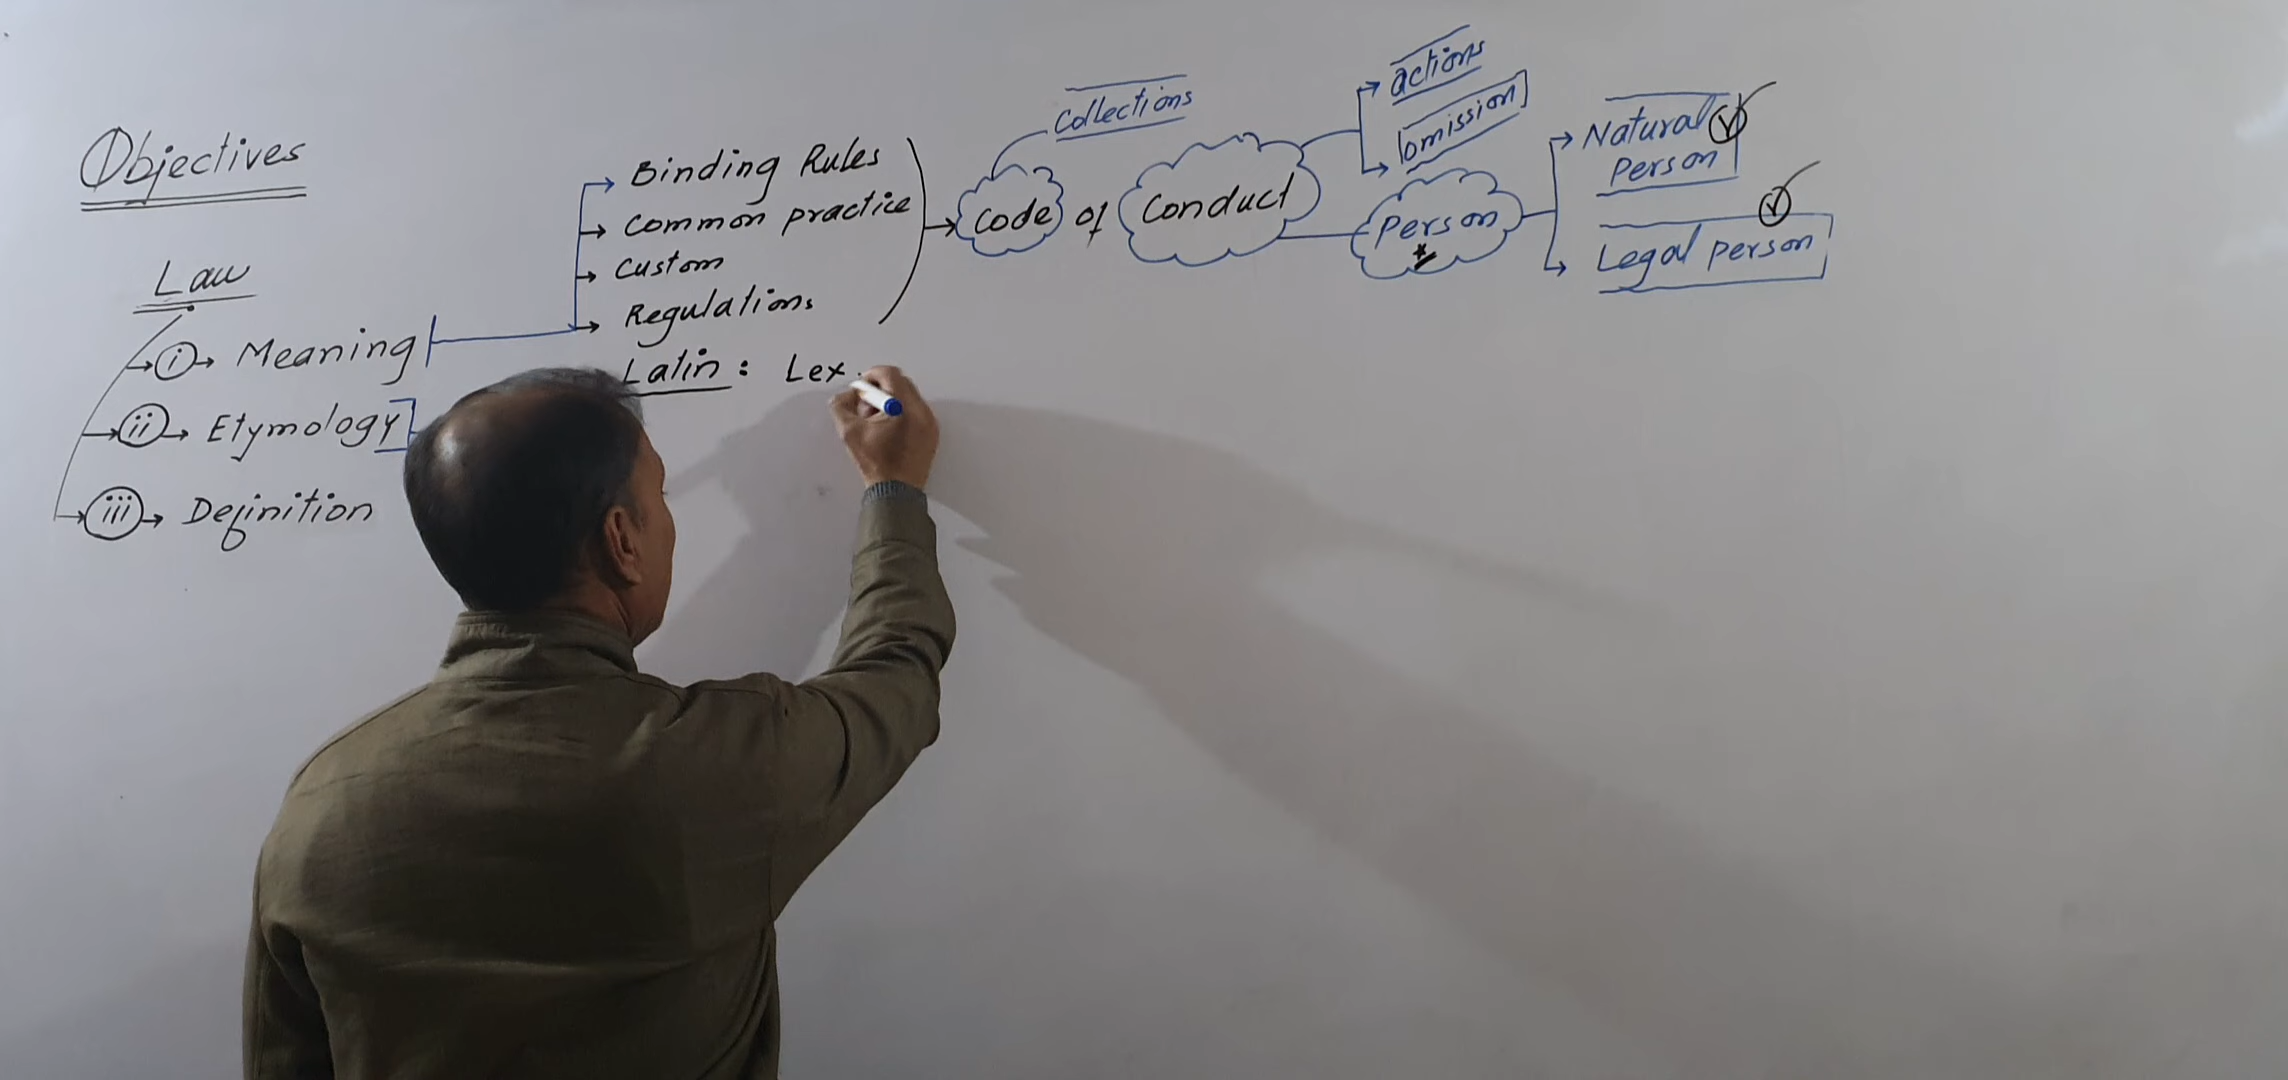 Objectives
Law
i → Meaning
ii → Etymology
iii → Definition
Binding Rules
Common practice
Custom
Regulations
Latin : Lex
Code of Conduct
Collections
actions
omission
Person
Natural
Person
Legal person